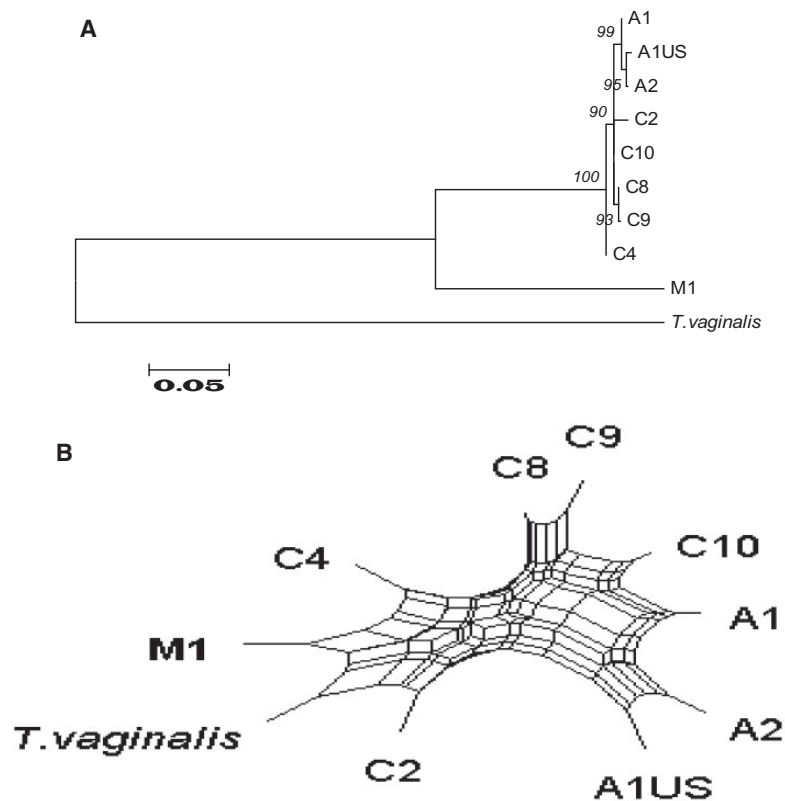 A
A1
99
A1US
95
A2
90
C2
C10
100
C8
93
C9
C4
M1
T.vaginalis
0.05
B
C9
C8
C10
C4
A1
M1
A2
T.vaginalis
C2
A1US